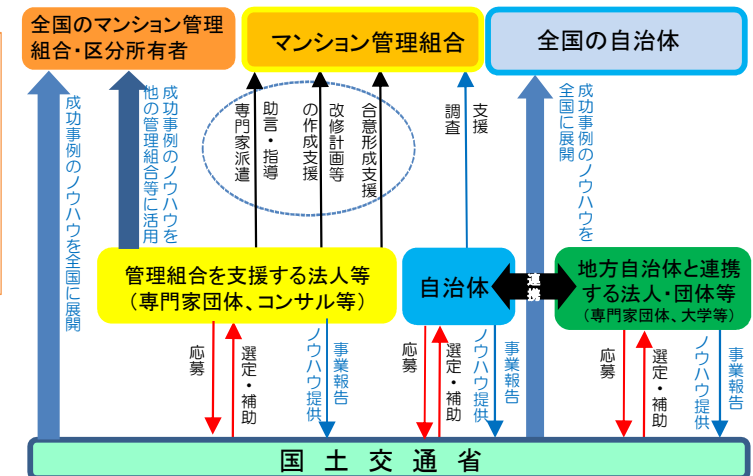 全国のマンション管理
組合・区分所有者
マンション管理組合
全国の自治体
成功事例のノウハウを全国に展開
成功事例のノウハウを
他の管理組合等に活用
助言・指導
専門家派遣
改修計画等
の作成支援
合意形成支援
支援
調査
成功事例のノウハウを
全国に展開
管理組合を支援する法人等
（専門家団体、コンサル等）
自治体
連携
地方自治体と連携
する法人・団体等
（専門家団体、大学等）
応募
選定・補助
事業報告
ノウハウ提供
応募
選定・補助
事業報告
ノウハウ提供
応募
選定・補助
事業報告
ノウハウ提供
国土交通省